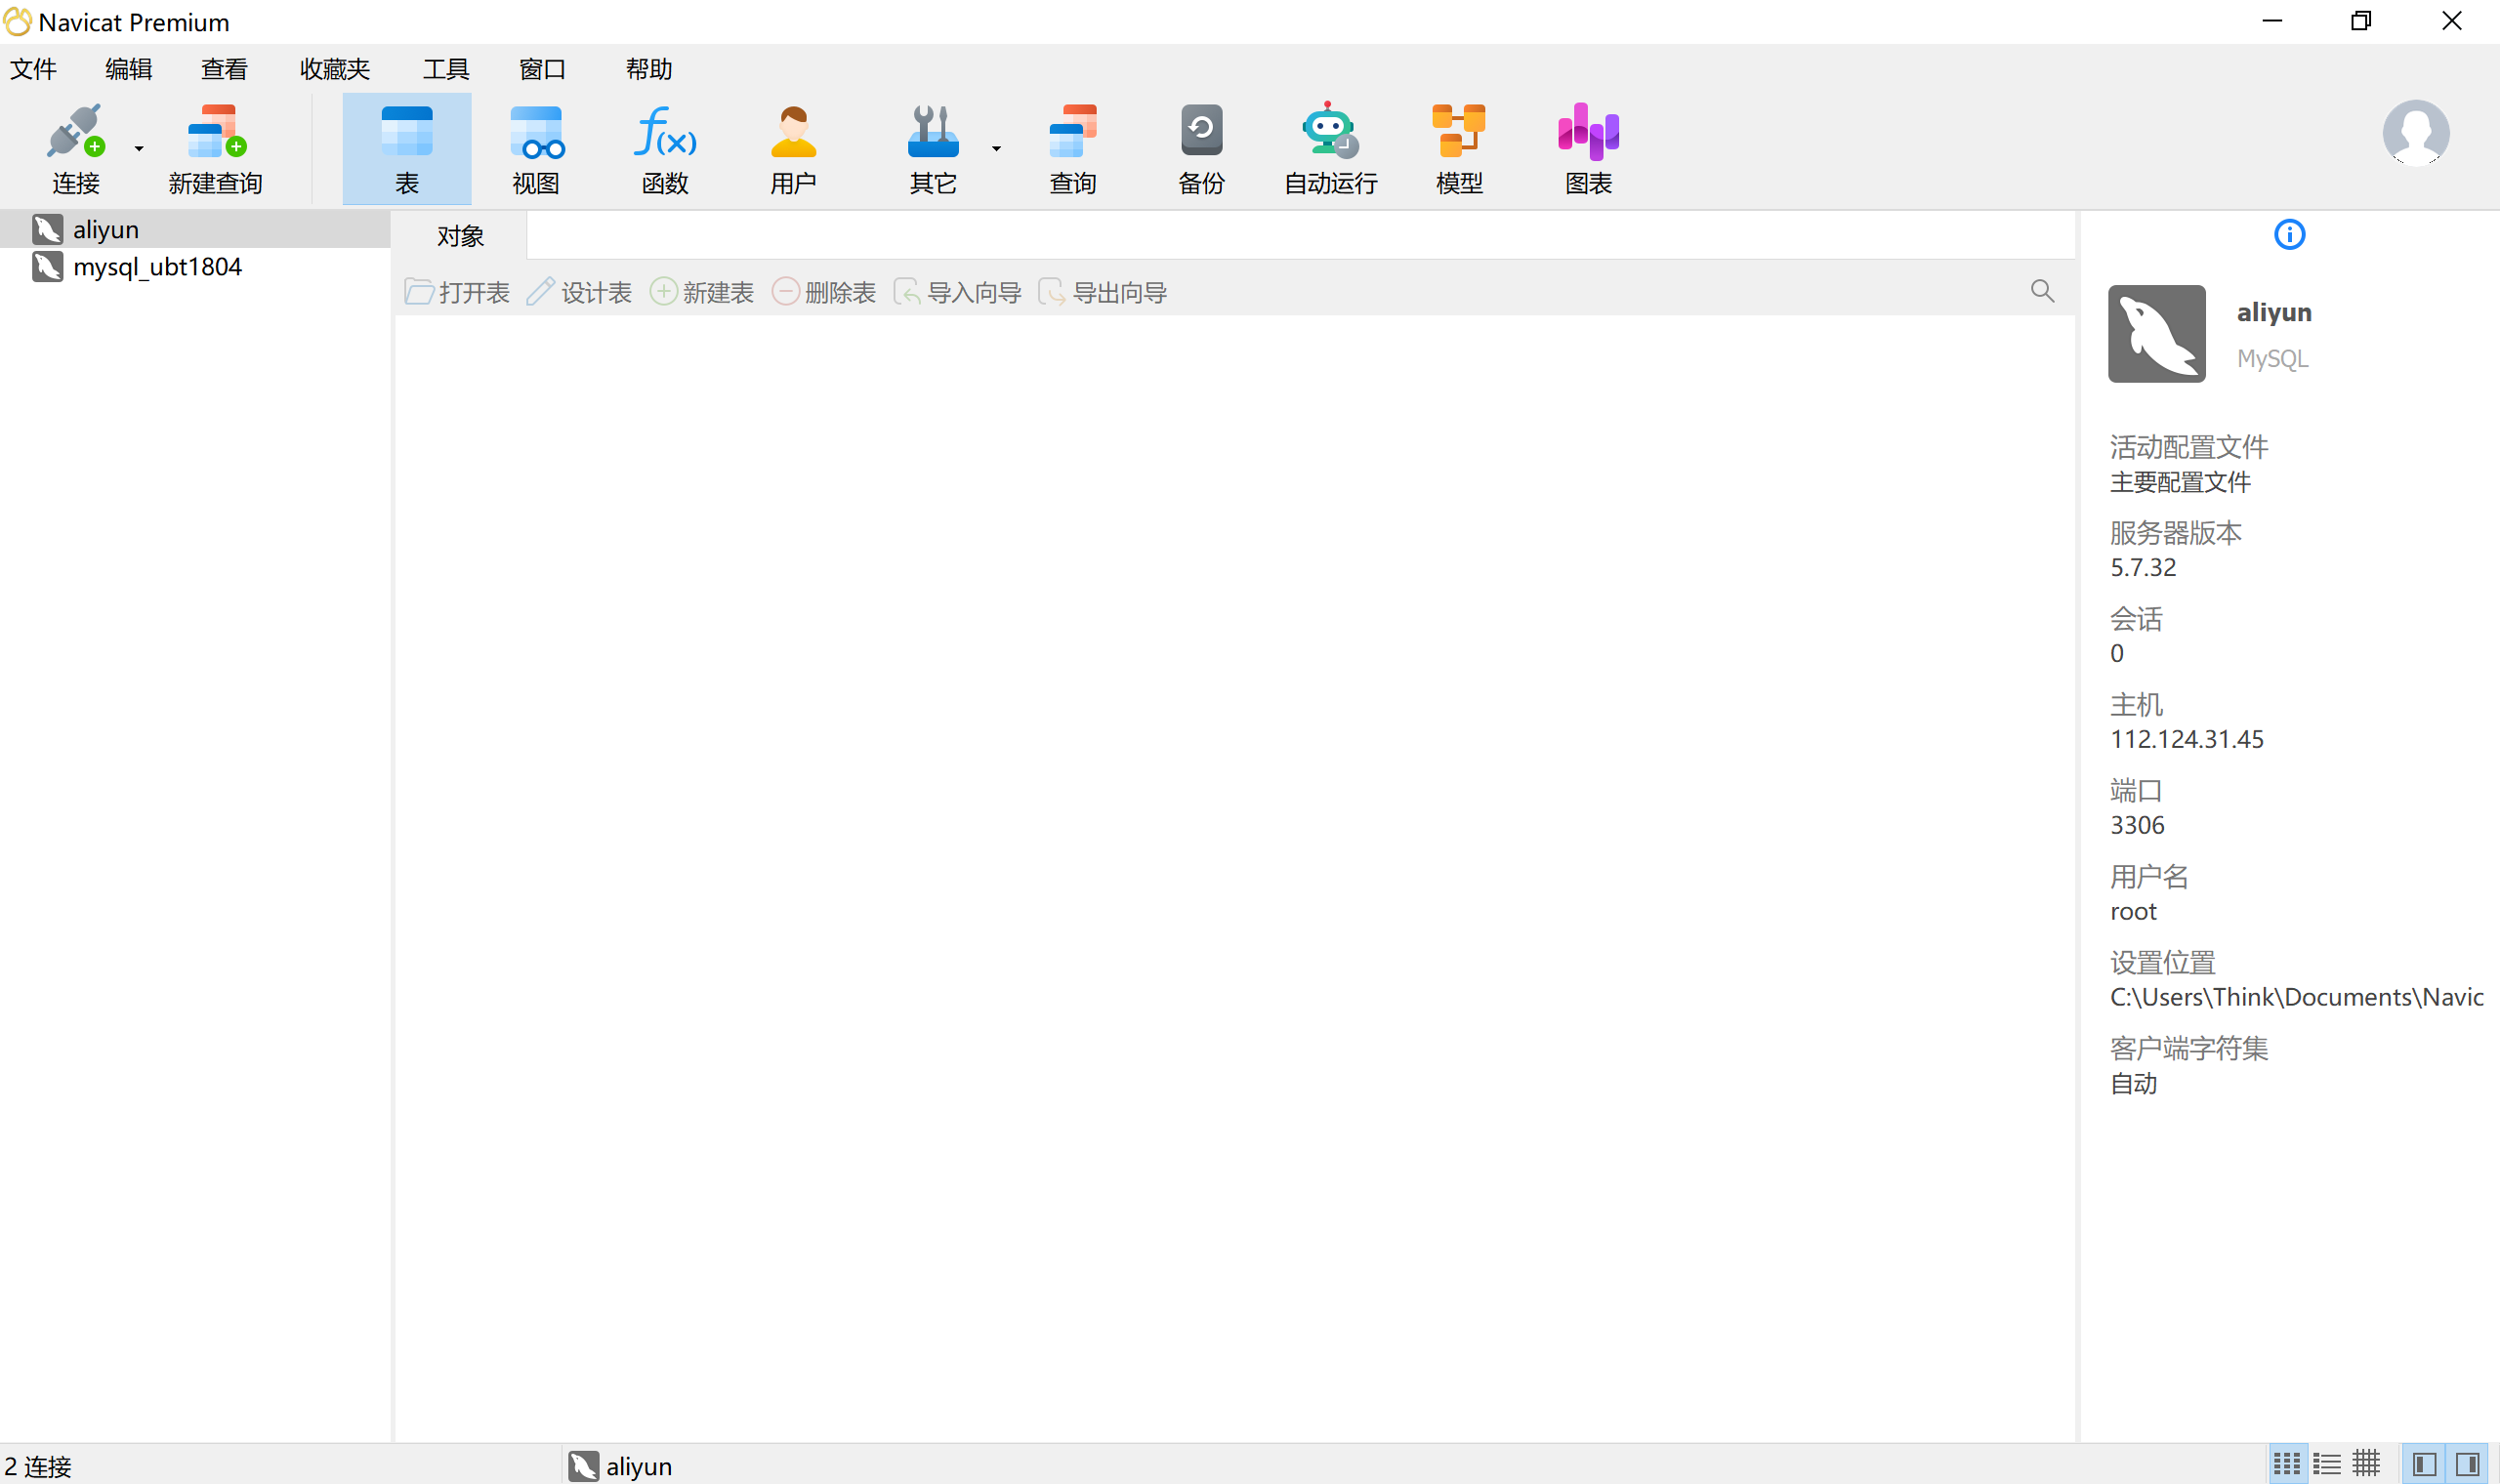 Navicat Premium
文件 编辑 查看 收藏夹 工具 窗口 帮助
连接 新建查询 表 视图 函数 用户 其它 查询 备份 自动运行 模型 图表
aliyun
mysql_ubt1804
对象
打开表 设计表 新建表 删除表 导入向导 导出向导
aliyun
MySQL
活动配置文件
主要配置文件
服务器版本
5.7.32
会话
0
主机
112.124.31.45
端口
3306
用户名
root
设置位置
C:\Users\Think\Documents\Navic
客户端字符集
自动
2 连接 aliyun